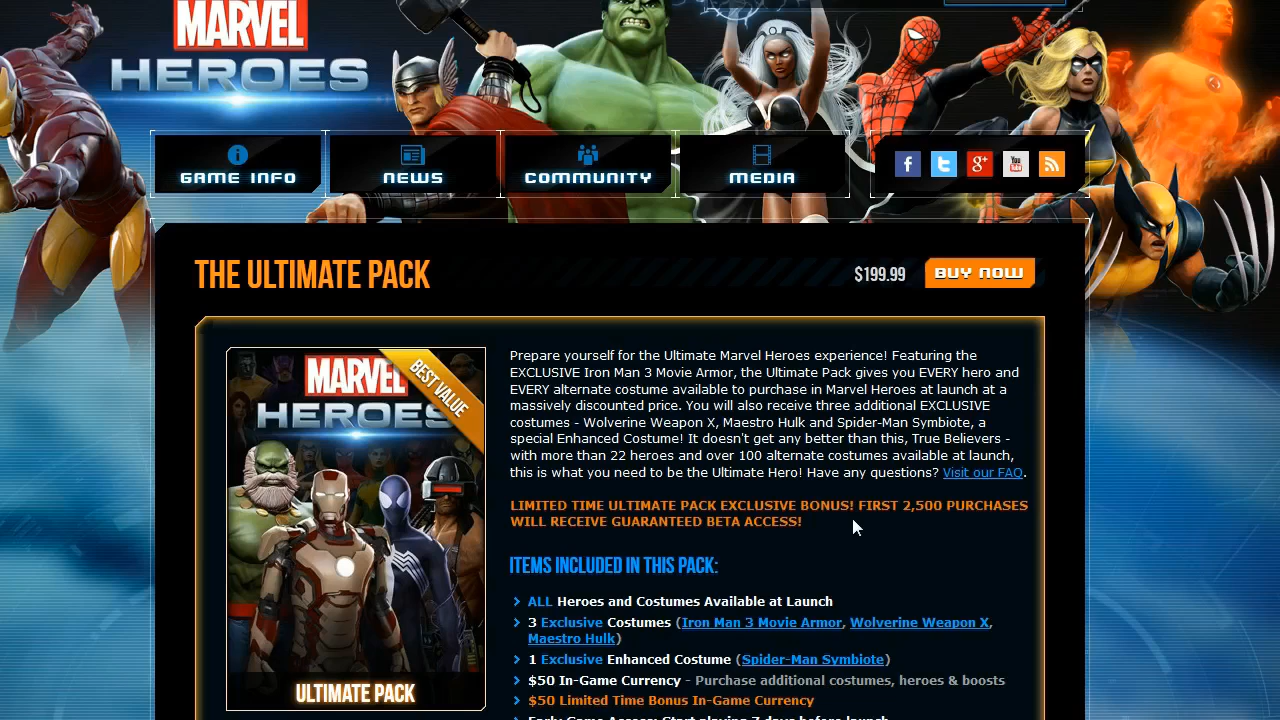 MARVEL
HEROES
GAME INFO
NEWS
COMMUNITY
MEDIA
THE ULTIMATE PACK
$199.99
BUY NOW
MARVEL
HEROES
BEST VALUE
ULTIMATE PACK
Prepare yourself for the Ultimate Marvel Heroes experience! Featuring the
EXCLUSIVE Iron Man 3 Movie Armor, the Ultimate Pack gives you EVERY hero and
EVERY alternate costume available to purchase in Marvel Heroes at launch at a
massively discounted price. You will also receive three additional EXCLUSIVE
costumes - Wolverine Weapon X, Maestro Hulk and Spider-Man Symbiote, a
special Enhanced Costume! It doesn't get any better than this, True Believers -
with more than 22 heroes and over 100 alternate costumes available at launch,
this is what you need to be the Ultimate Hero! Have any questions? Visit our FAQ.
LIMITED TIME ULTIMATE PACK EXCLUSIVE BONUS! FIRST 2,500 PURCHASES
WILL RECEIVE GUARANTEED BETA ACCESS!
ITEMS INCLUDED IN THIS PACK:
ALL Heroes and Costumes Available at Launch
3 Exclusive Costumes (Iron Man 3 Movie Armor, Wolverine Weapon X,
Maestro Hulk)
1 Exclusive Enhanced Costume (Spider-Man Symbiote)
$50 In-Game Currency - Purchase additional costumes, heroes & boosts
$50 Limited Time Bonus In-Game Currency
Early Game Access: Start playing 7 days before launch